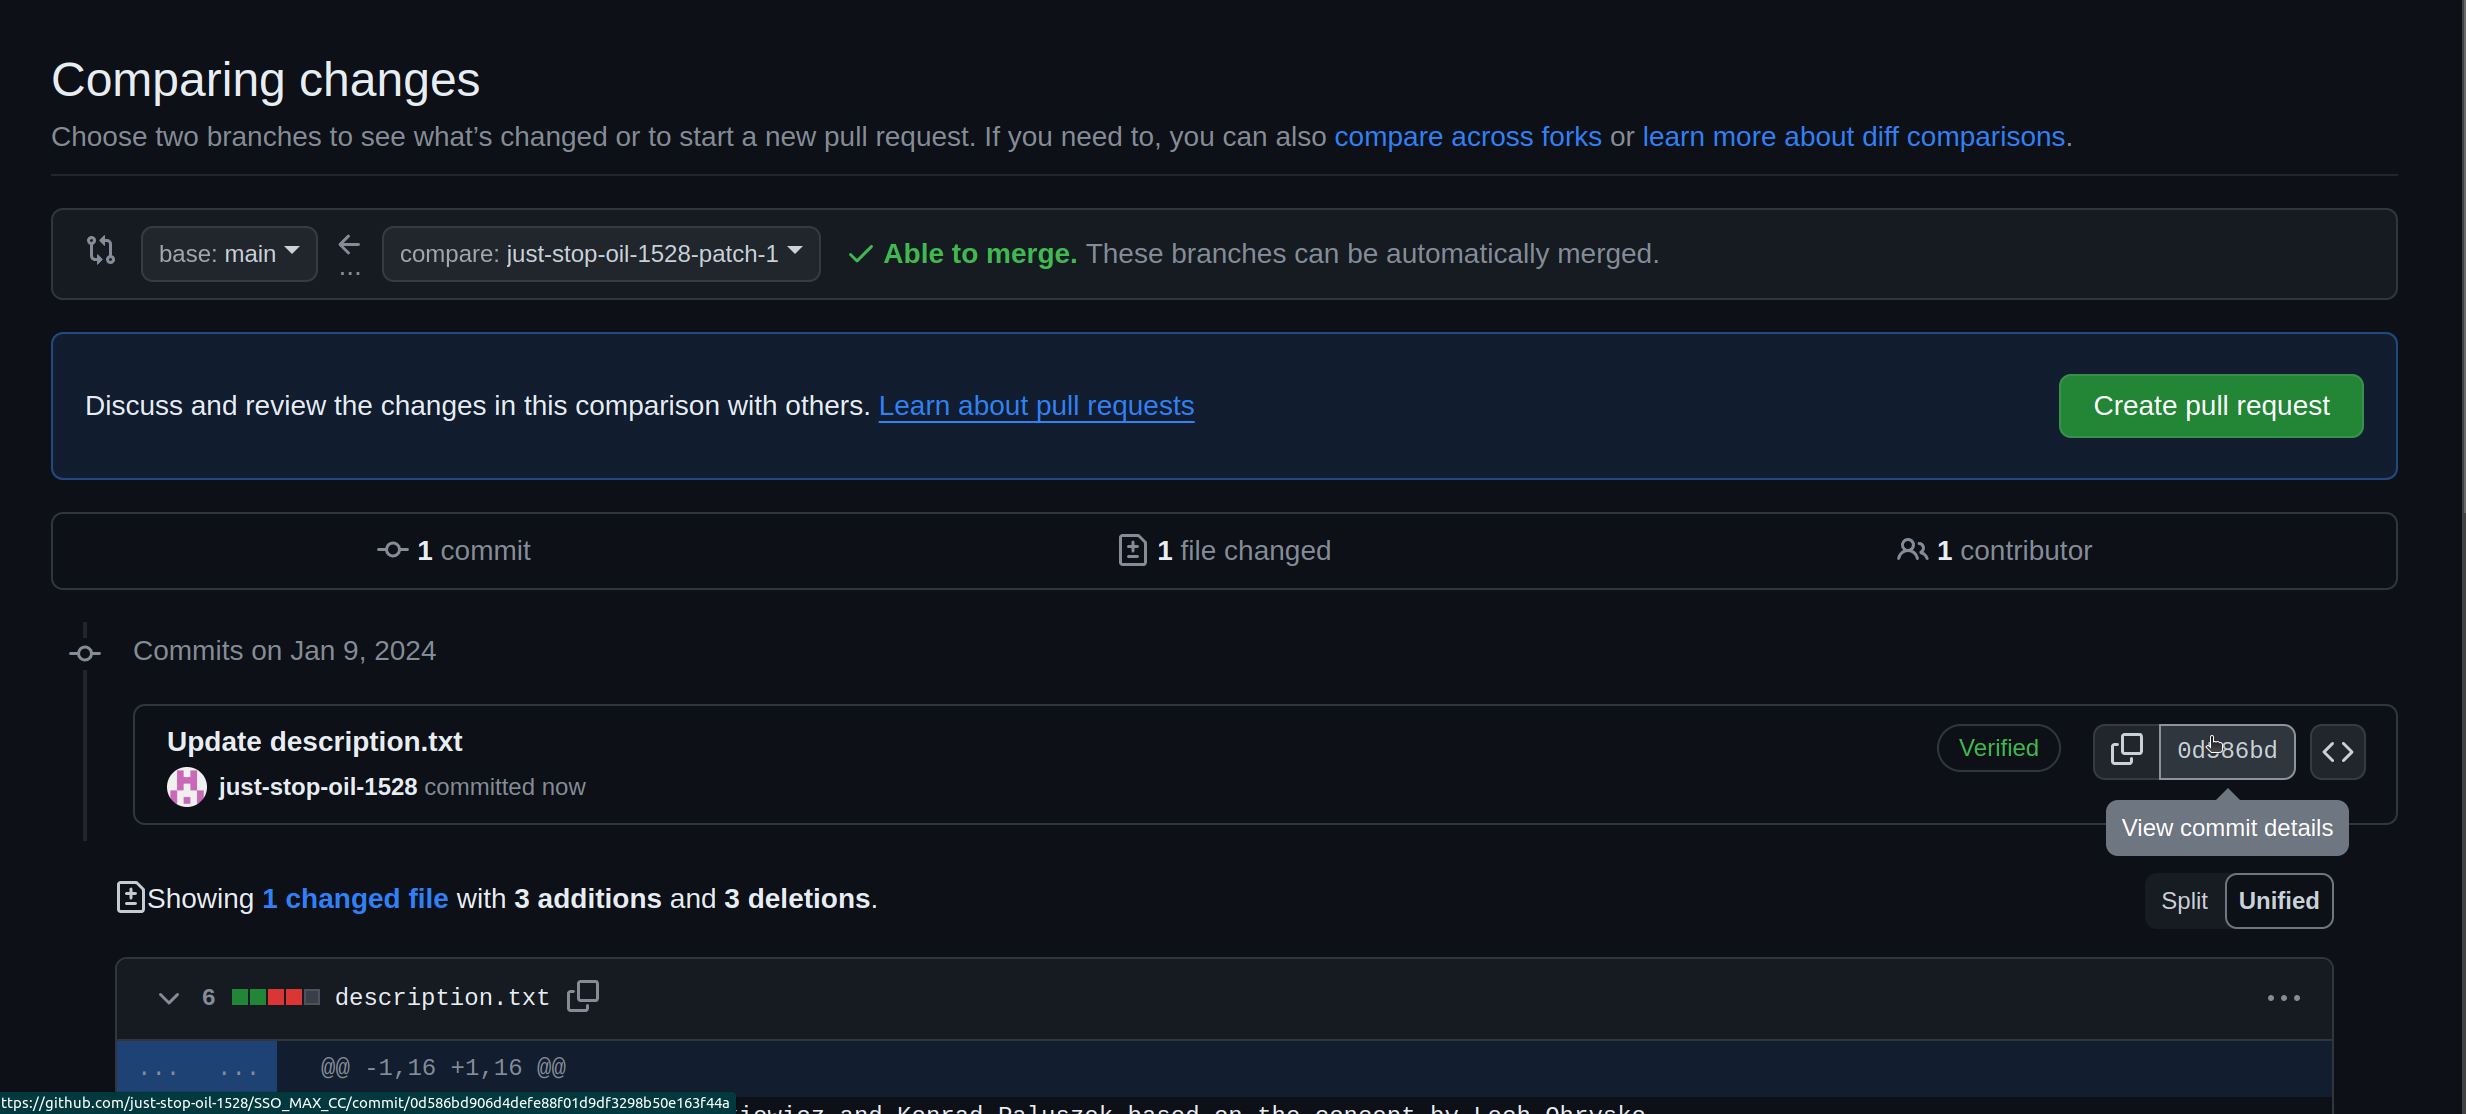 Comparing changes
Choose two branches to see what's changed or to start a new pull request. If you need to, you can also compare across forks or learn more about diff comparisons.
base: main
...
compare: just-stop-oil-1528-patch-1
Able to merge. These branches can be automatically merged.
Discuss and review the changes in this comparison with others. Learn about pull requests
Create pull request
1 commit
1 file changed
1 contributor
Commits on Jan 9, 2024
Update description.txt
Verified
0d586bd
just-stop-oil-1528 committed now
View commit details
Showing 1 changed file with 3 additions and 3 deletions.
Split
Unified
6
description.txt
... ... @@ -1,16 +1,16 @@
ttps://github.com/just-stop-oil-1528/SSO_MAX_CC/commit/0d586bd906d4defe88f01d9df3298b50e163f44a
and Konrad Paluszek based on the concept by Lech